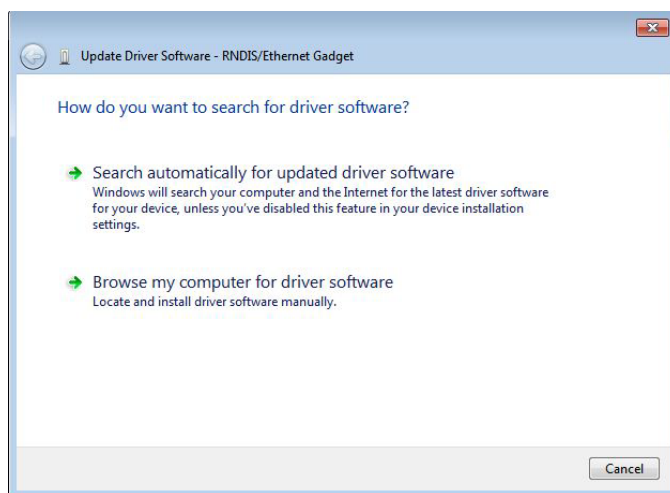 Update Driver Software - RNDIS/Ethernet Gadget
How do you want to search for driver software?
Search automatically for updated driver software
Windows will search your computer and the Internet for the latest driver software
for your device, unless you've disabled this feature in your device installation
settings.
Browse my computer for driver software
Locate and install driver software manually.
Cancel